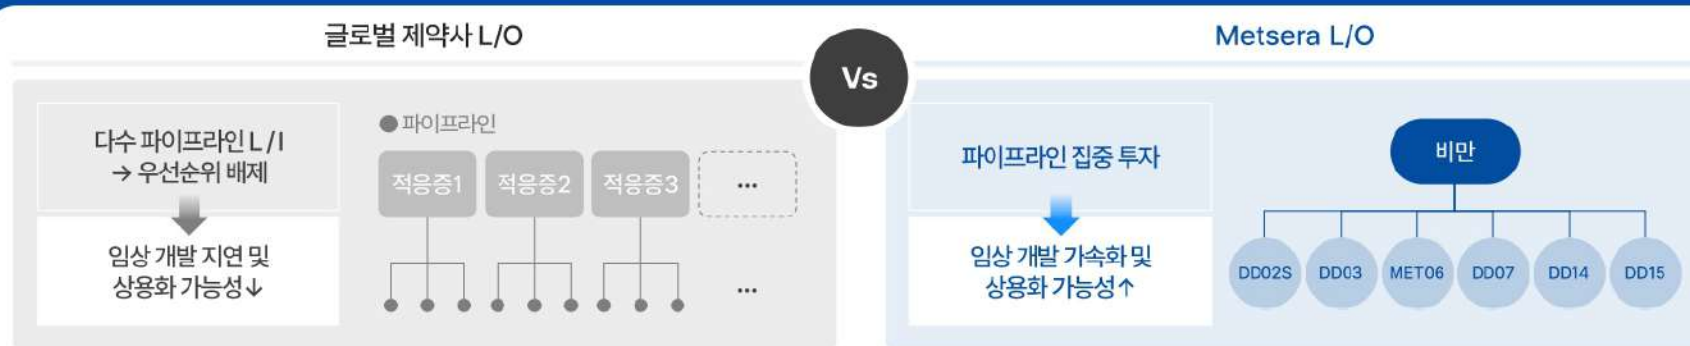 글로벌 제약사 L/O
Vs
Metsera L/O
다수 파이프라인 L/I
→ 우선순위 배제
임상 개발 지연 및
상용화 가능성↓
● 파이프라인
적응증1 적응증2 적응증3 ...
...
파이프라인 집중 투자
임상 개발 가속화 및
상용화 가능성↑
비만
DD02S DD03 MET06 DD07 DD14 DD15